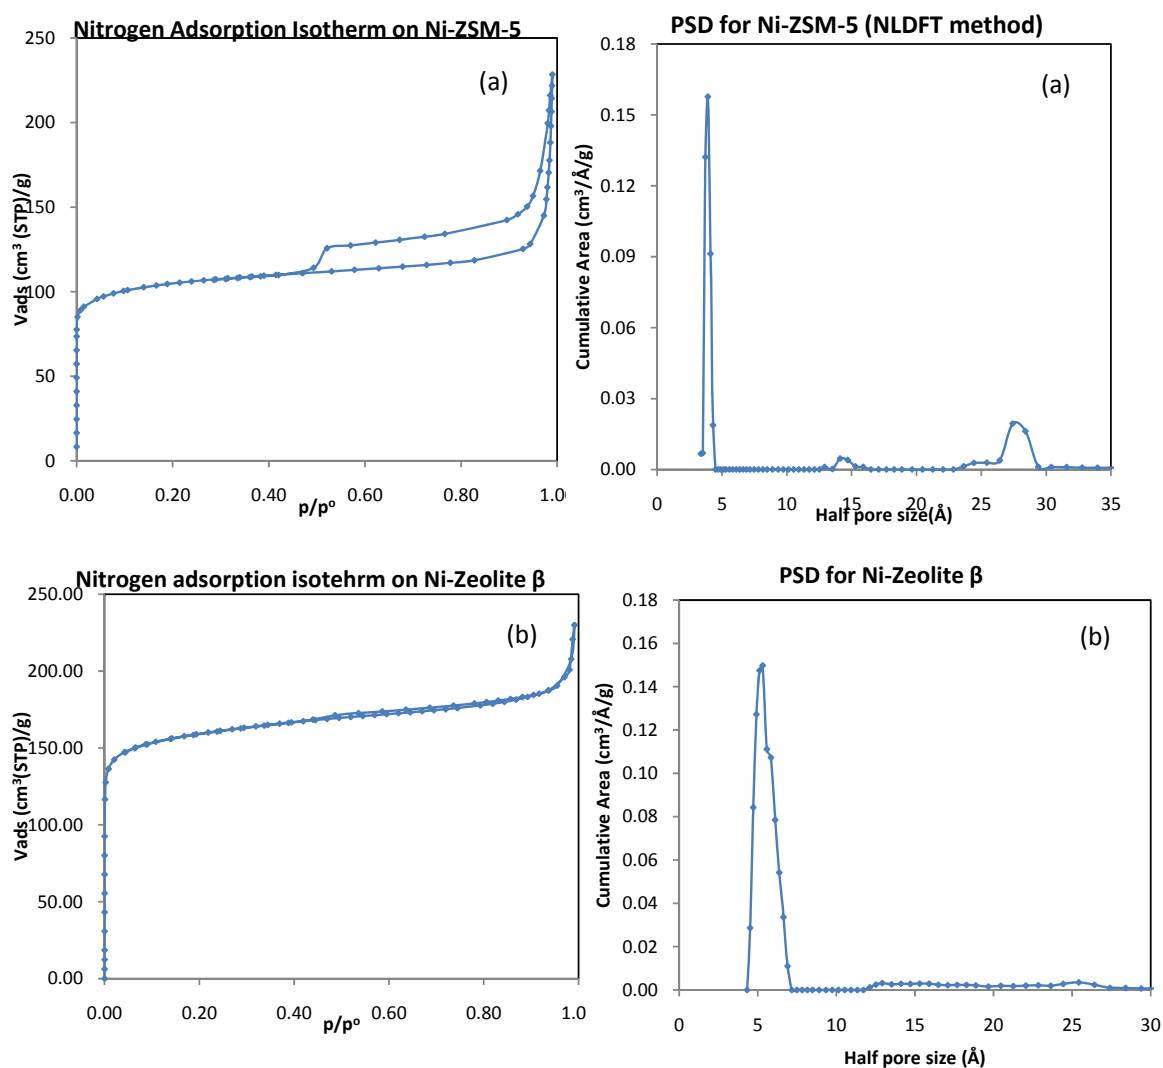 Nitrogen Adsorption Isotherm on Ni-ZSM-5
(a)
Vads (cm³ (STP)/g)
250
200
150
100
50
0
0.00 0.20 0.40 0.60 0.80 1.0
p/pº
PSD for Ni-ZSM-5 (NLDFT method)
(a)
Cumulative Area (cm³/Å/g)
0.18
0.15
0.12
0.09
0.06
0.03
0.00
0 5 10 15 20 25 30 35
Half pore size(Å)
Nitrogen adsorption isotehrm on Ni-Zeolite β
(b)
Vads (cm³(STP)/g)
250.00
200.00
150.00
100.00
50.00
0.00
0.00 0.20 0.40 0.60 0.80 1.0
p/pº
PSD for Ni-Zeolite β
(b)
Cumulative Area (cm³/Å/g)
0.18
0.16
0.14
0.12
0.10
0.08
0.06
0.04
0.02
0.00
0 5 10 15 20 25 30
Half pore size (Å)